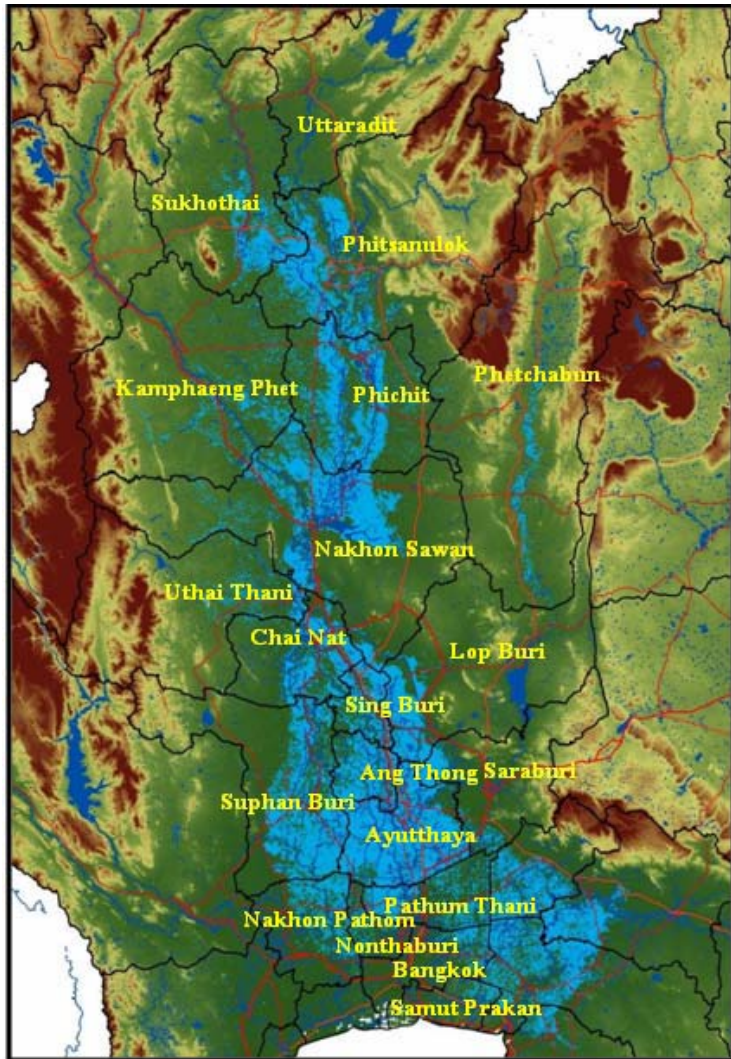 Uttaradit
Sukhothai
Phitsanulok
Phetchabun
Kamphaeng Phet
Phichit
Nakhon Sawan
Uthai Thani
Chai Nat
Lop Buri
Sing Buri
Ang Thong
Saraburi
Suphan Buri
Ayutthaya
Pathum Thani
Nakhon Pathom
Nonthaburi
Bangkok
Samut Prakan